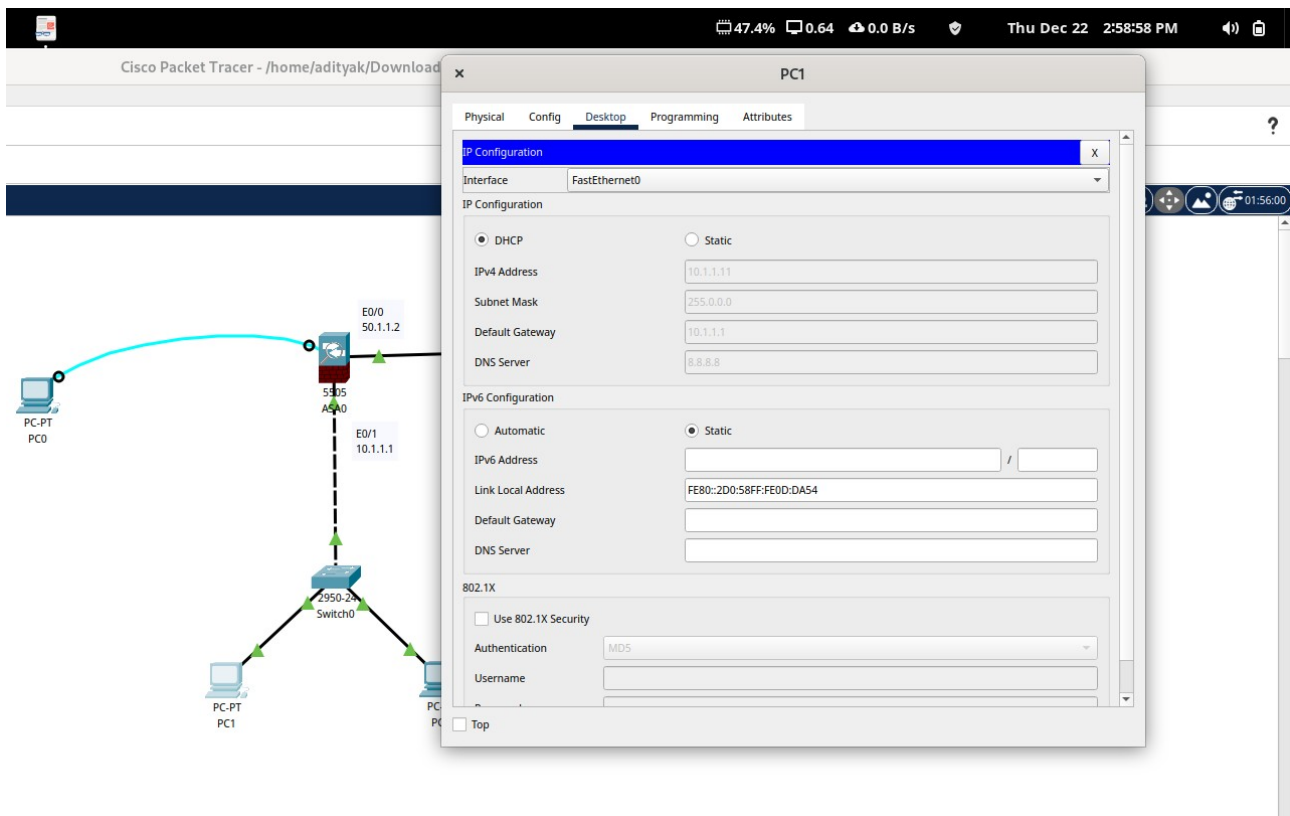 47.4% 0.64 0.0 B/s Thu Dec 22 2:58:58 PM
Cisco Packet Tracer - /home/adityak/Download
PC1
Physical Config Desktop Programming Attributes
?
IP Configuration X
Interface FastEthernet0
01:56:00
IP Configuration
DHCP Static
IPv4 Address 10.1.1.11
Subnet Mask 255.0.0.0
Default Gateway 10.1.1.1
DNS Server 8.8.8.8
IPv6 Configuration
Automatic Static
IPv6 Address /
Link Local Address FE80::2D0:58FF:FE0D:DA54
Default Gateway
DNS Server
802.1X
Use 802.1X Security
Authentication MD5
Username
Top
E0/0
50.1.1.2
5505
ASA0
PC-PT
PC0
E0/1
10.1.1.1
2950-24
Switch0
PC-PT
PC1